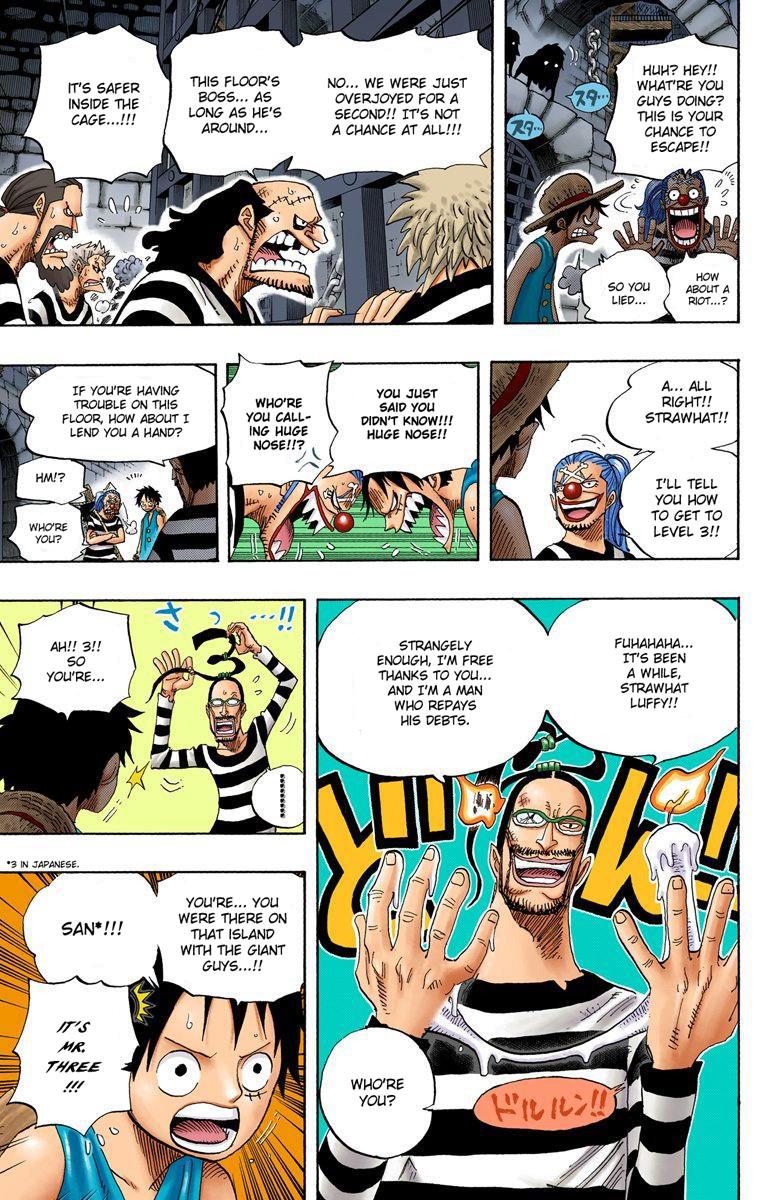 HUH? HEY!!
WHAT'RE YOU
GUYS DOING?
THIS IS YOUR
CHANCE TO
ESCAPE!!
スタ…
スタ…
HOW
ABOUT A
RIOT...?
SO YOU
LIED...
NO... WE WERE JUST
OVERJOYED FOR A
SECOND!! IT'S NOT
A CHANCE AT ALL!!!
THIS FLOOR'S
BOSS... AS
LONG AS HE'S
AROUND...
IT'S SAFER
INSIDE THE
CAGE...!!!
A... ALL
RIGHT!!
STRAWHAT!!
I'LL TELL
YOU HOW
TO GET TO
LEVEL 3!!
YOU JUST
SAID YOU
DIDN'T KNOW!!!
HUGE NOSE!!
WHO'RE
YOU CALL-
ING HUGE
NOSE!!?
IF YOU'RE HAVING
TROUBLE ON THIS
FLOOR, HOW ABOUT I
LEND YOU A HAND?
HM!?
WHO'RE
YOU?
FUHAHAHA...
IT'S BEEN
A WHILE,
STRAWHAT
LUFFY!!
STRANGELY
ENOUGH, I'M FREE
THANKS TO YOU...
AND I'M A MAN
WHO REPAYS
HIS DEBTS.
WHO'RE
YOU?
ドルルン!!
さっ…!!
3
AH!! 3!!
SO
YOU'RE...
*3 IN JAPANESE.
YOU'RE... YOU
WERE THERE ON
THAT ISLAND
WITH THE GIANT
GUYS...!!
SAN*!!!
IT'S
MR.
THREE
!!!